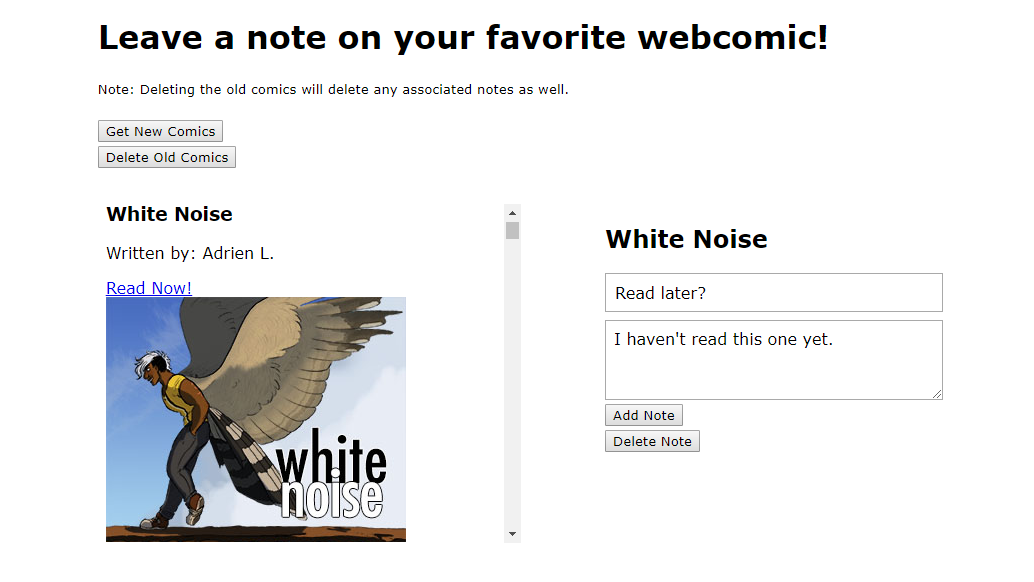 Leave a note on your favorite webcomic!
Note: Deleting the old comics will delete any associated notes as well.
Get New Comics
Delete Old Comics
White Noise
Written by: Adrien L.
Read Now!
white
noise
White Noise
Read later?
I haven't read this one yet.
Add Note
Delete Note